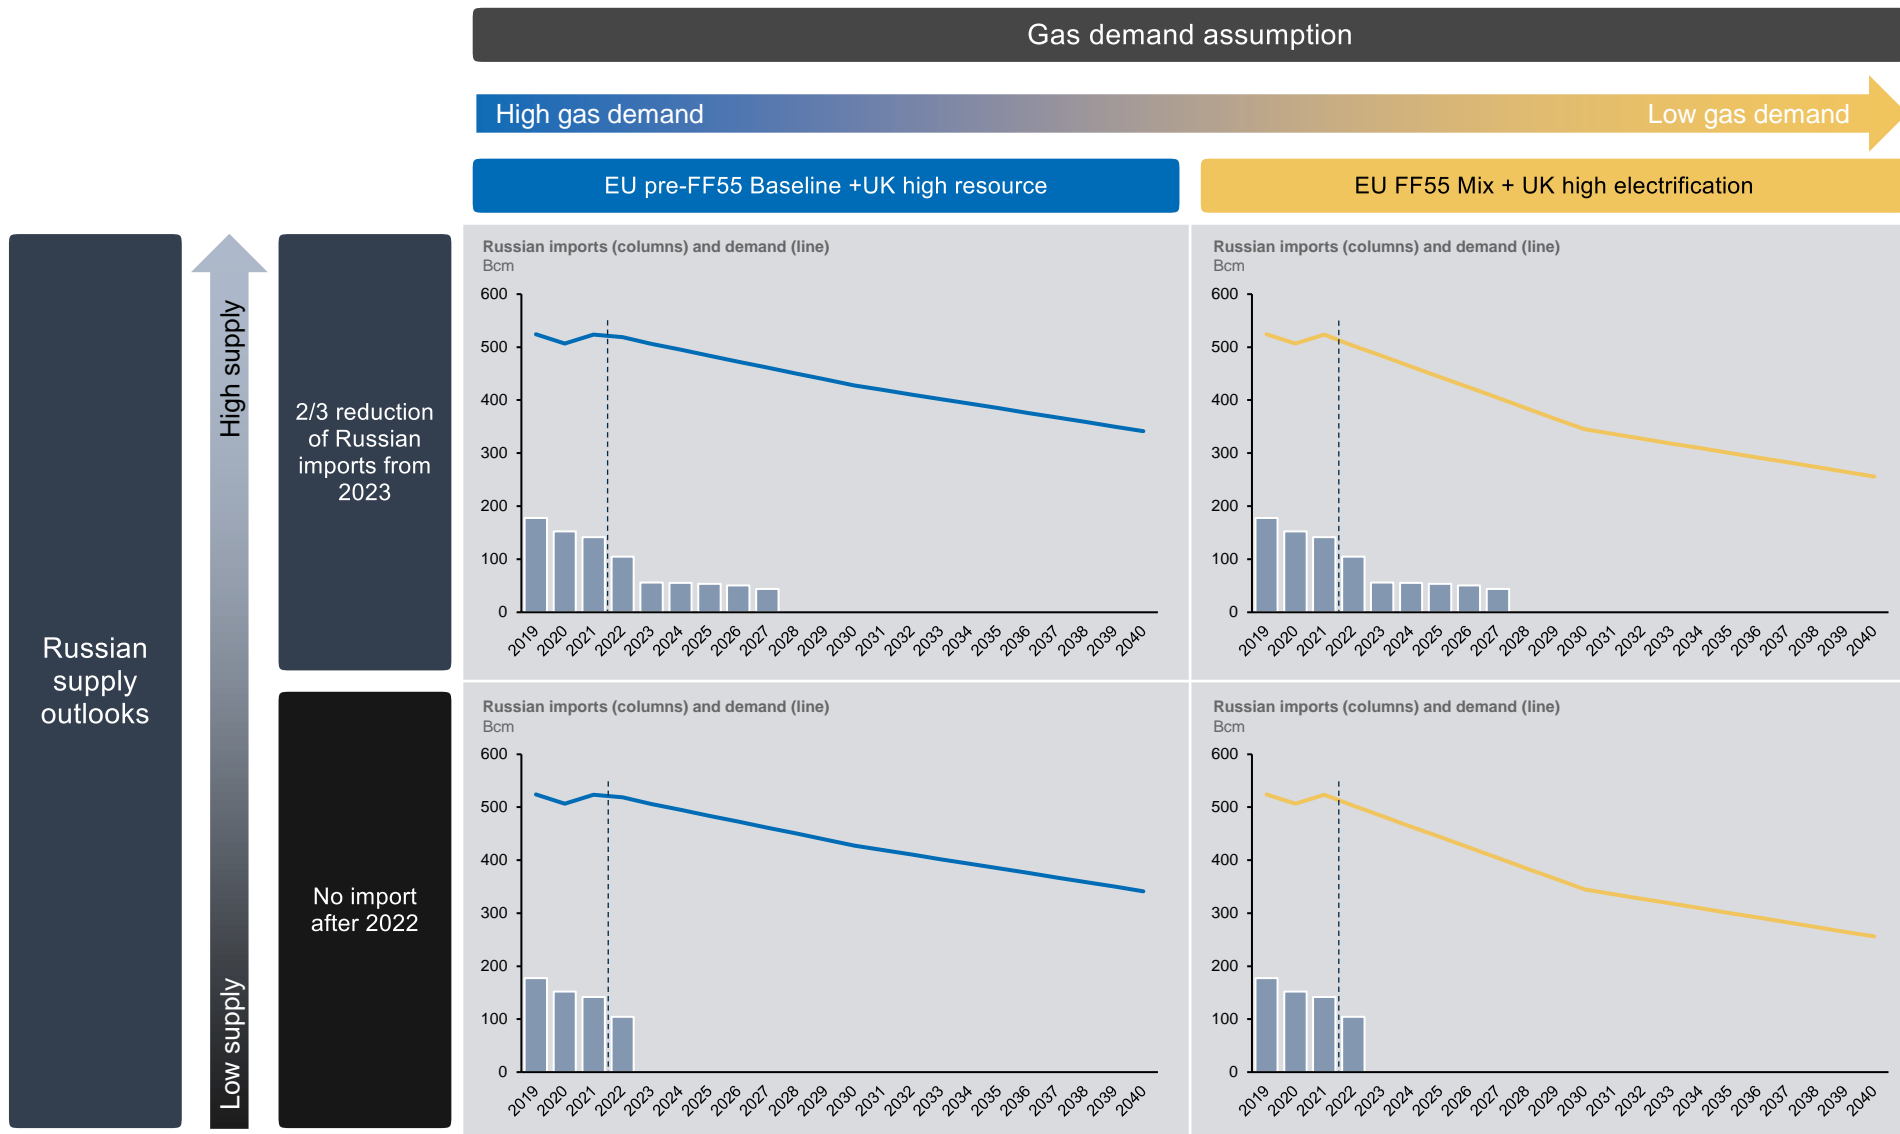 Gas demand assumption
High gas demand
Low gas demand
EU pre-FF55 Baseline +UK high resource
EU FF55 Mix + UK high electrification
Russian
supply
outlooks
High supply
Low supply
2/3 reduction
of Russian
imports from
2023
Russian imports (columns) and demand (line)
Bcm
600
500
400
300
200
100
0
2019 2020 2021 2022 2023 2024 2025 2026 2027 2028 2029 2030 2031 2032 2033 2034 2035 2036 2037 2038 2039 2040
Russian imports (columns) and demand (line)
Bcm
600
500
400
300
200
100
0
2019 2020 2021 2022 2023 2024 2025 2026 2027 2028 2029 2030 2031 2032 2033 2034 2035 2036 2037 2038 2039 2040
No import
after 2022
Russian imports (columns) and demand (line)
Bcm
600
500
400
300
200
100
0
2019 2020 2021 2022 2023 2024 2025 2026 2027 2028 2029 2030 2031 2032 2033 2034 2035 2036 2037 2038 2039 2040
Russian imports (columns) and demand (line)
Bcm
600
500
400
300
200
100
0
2019 2020 2021 2022 2023 2024 2025 2026 2027 2028 2029 2030 2031 2032 2033 2034 2035 2036 2037 2038 2039 2040